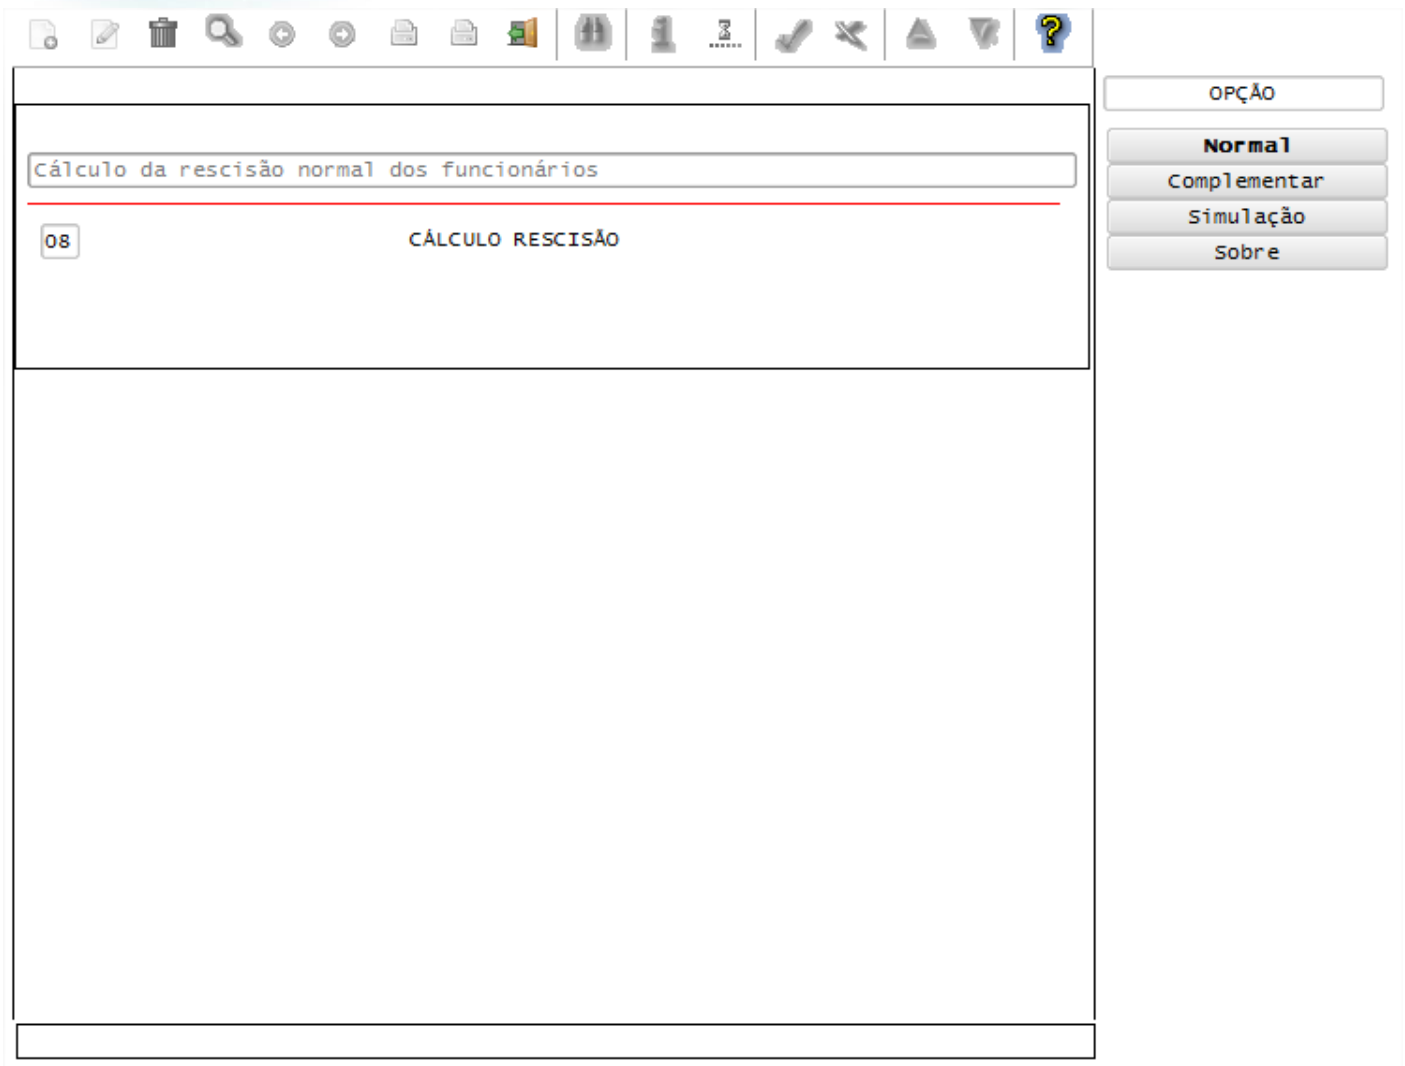 OPÇÃO
Cálculo da rescisão normal dos funcionários
08
CÁLCULO RESCISÃO
Normal
Complementar
Simulação
Sobre